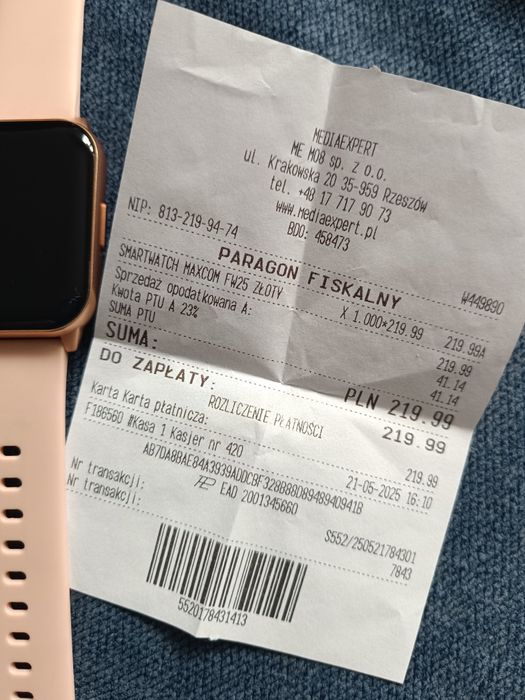 MEDIAEXPERT
ME M08 sp. z o.o.
ul. Krakowska 20 35-959 Rzeszów
tel. +48 17 717 90 73
www.mediaexpert.pl
BDO: 458473
NIP: 813-219-94-74
W449890
PARAGON FISKALNY
SMARTWATCH MAXCOM FW25 ZŁOTY
X 1.000*219.99 219.99A
Sprzedaż opodatkowana A: 219.99
Kwota PTU A 23% 41.14
SUMA PTU 41.14
SUMA: PLN 219.99
DO ZAPŁATY: 219.99
ROZLICZENIE PŁATNOŚCI
Karta Karta płatnicza: 219.99
F186560 #Kasa 1 Kasjer nr 420 21-05-2025 16:10
EAD 2001345660
Nr transakcji: S552/250521784301
Nr transakcji: 7843
5520178431413